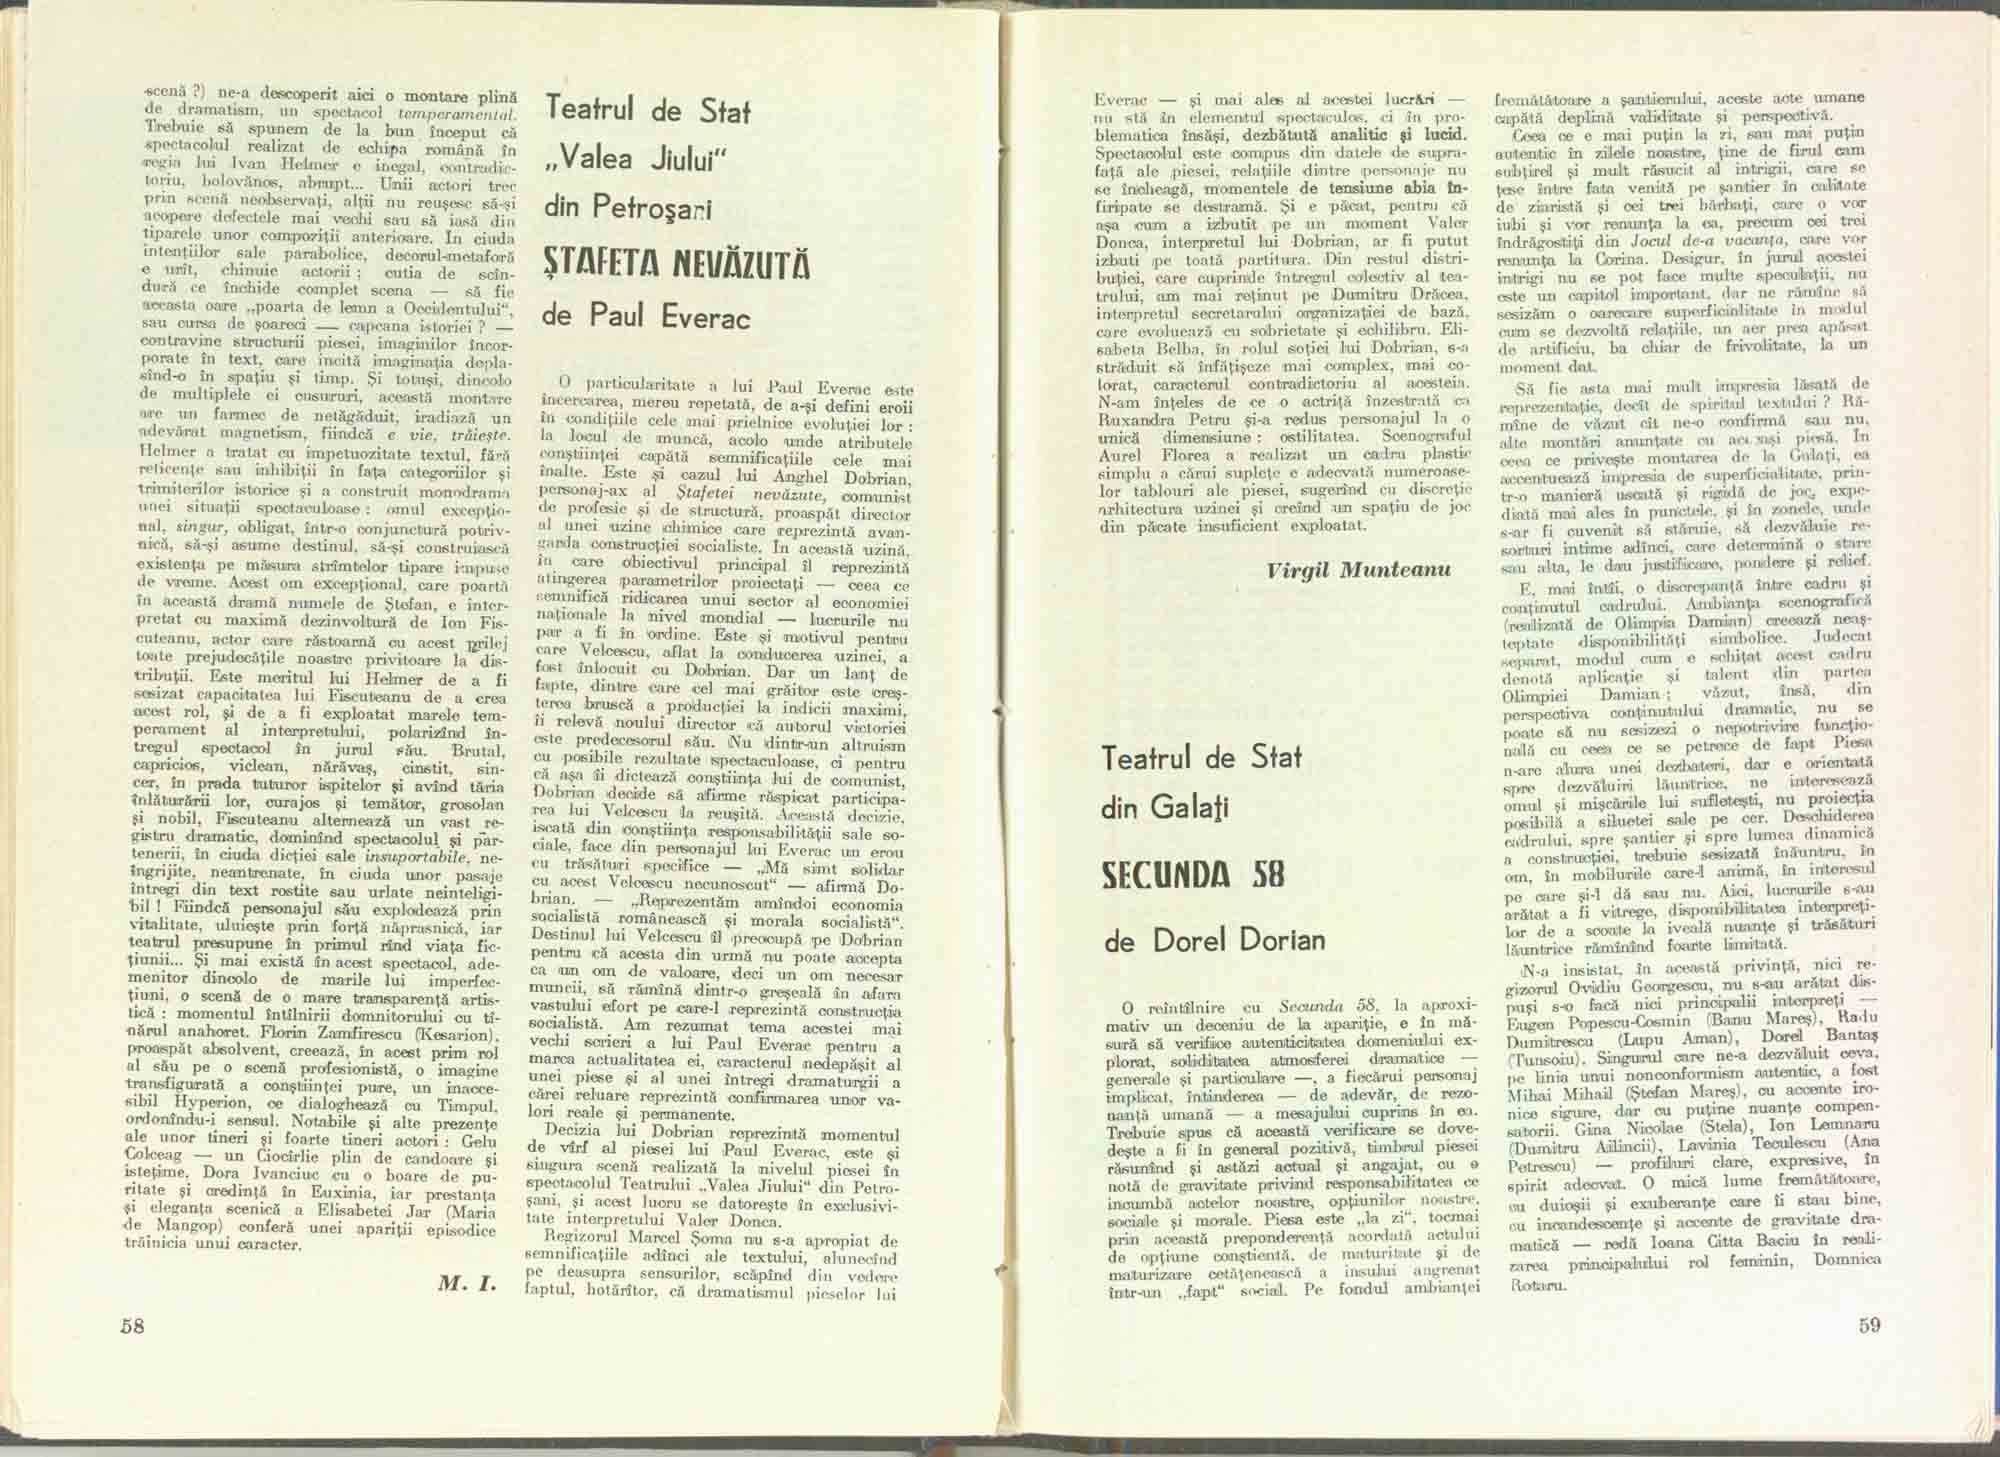 scenă ?) ne-a descoperit aici o montare plină
de dramatism, un spectacol temperamental.
Trebuie să spunem de la bun început că
spectacolul realizat de echipa română în
regia lui Ivan Helmer e inegal, contradic-
toriu, bolovănos, abrupt... Unii actori trec
prin scenă neobservați, alții nu reușesc să-și
acopere defectele mai vechi sau să iasă din
tiparele unor compoziții anterioare. În ciuda
intențiilor sale parabolice, decorul-metaforă
e urît, chinuie actorii ; cutia de scîn-
dură ce închide complet scena — să fie
aceasta oare „poarta de lemn a Occidentului“,
sau cursa de șoareci — capcana istoriei ? —
contravine structurii piesei, imaginilor încor-
porate în text, care incită imaginația depla-
sînd-o în spațiu și timp. Și totuși, dincolo
de multiplele ei cusururi, această montare
are un farmec de netăgăduit, iradiază un
adevărat magnetism, fiindcă e vie, trăiește.
Helmer a tratat cu impetuozitate textul, fără
reticențe sau inhibiții în fața categoriilor și
trimiterilor istorice și a construit monodrama
unei situații spectaculoase : omul excepțio-
nal, singur, obligat, într-o conjunctură potriv-
nică, să-și asume destinul, să-și construiască
existența pe măsura strîmtelor tipare impuse
de vreme. Acest om excepțional, care poartă
în această dramă numele de Ștefan, e inter-
pretat cu maximă dezinvoltură de Ion Fis-
cuteanu, actor care răstoarnă cu acest prilej
toate prejudecățile noastre privitoare la dis-
tribuții. Este meritul lui Helmer de a fi
sesizat capacitatea lui Fiscuteanu de a crea
acest rol, și de a fi exploatat marele tem-
perament al interpretului, polarizînd în-
tregul spectacol în jurul său. Brutal,
capricios, viclean, nărăvaș, cinstit, sin-
cer, în prada tuturor ispitelor și avînd tăria
înlăturării lor, curajos și temător, grosolan
și nobil, Fiscuteanu alternează un vast re-
gistru dramatic, dominînd spectacolul și par-
tenerii, în ciuda dicției sale insuportabile, ne-
îngrijite, neantrenate, în ciuda unor pasaje
întregi din text rostite sau urlate neinteligi-
bil ! Fiindcă personajul său explodează prin
vitalitate, uluiește prin forță năprasnică, iar
teatrul presupune în primul rînd viața fic-
țiunii... Și mai există în acest spectacol, ade-
menitor dincolo de marile lui imperfec-
țiuni, o scenă de o mare transparență artis-
tică : momentul întîlnirii domnitorului cu tî-
nărul anahoret. Florin Zamfirescu (Kesarion),
proaspăt absolvent, creează, în acest prim rol
al său pe o scenă profesionistă, o imagine
transfigurată a conștiinței pure, un inacce-
sibil Hyperion, ce dialoghează cu Timpul,
ordonîndu-i sensul. Notabile și alte prezențe
ale unor tineri și foarte tineri actori : Gelu
Colceag — un Ciocîrlie plin de candoare și
istețime, Dora Ivanciuc cu o boare de pu-
ritate și credință în Euxinia, iar prestanța
și eleganța scenică a Elisabetei Jar (Maria
de Mangop) conferă unei apariții episodice
trăinicia unui caracter.
M. I.
58
Teatrul de Stat
„Valea Jiului“
din Petroșani
ȘTAFETA NEVĂZUTĂ
de Paul Everac
O particularitate a lui Paul Everac este
încercarea, mereu repetată, de a-și defini eroii
în condițiile cele mai prielnice evoluției lor :
la locul de muncă, acolo unde atributele
conștiinței capătă semnificațiile cele mai
înalte. Este și cazul lui Anghel Dobrian,
personaj-ax al Ștafetei nevăzute, comunist
de profesie și de structură, proaspăt director
al unei uzine chimice care reprezintă avan-
garda construcției socialiste. În această uzină,
în care obiectivul principal îl reprezintă
atingerea parametrilor proiectați — ceea ce
semnifică ridicarea unui sector al economiei
naționale la nivel mondial — lucrurile nu
par a fi în ordine. Este și motivul pentru
care Velcescu, aflat la conducerea uzinei, a
fost înlocuit cu Dobrian. Dar un lanț de
fapte, dintre care cel mai grăitor este creș-
terea bruscă a producției la indicii maximi,
îi relevă noului director că autorul victoriei
este predecesorul său. Nu dintr-un altruism
cu posibile rezultate spectaculoase, ci pentru
că așa îi dictează conștiința lui de comunist,
Dobrian decide să afirme răspicat participa-
rea lui Velcescu la reușită. Această decizie,
iscată din conștiința responsabilității sale so-
ciale, face din personajul lui Everac un erou
cu trăsături specifice — „Mă simt solidar
cu acest Velcescu necunoscut“ — afirmă Do-
brian. — „Reprezentăm amîndoi economia
socialistă românească și morala socialistă“.
Destinul lui Velcescu îl preocupă pe Dobrian
pentru că acesta din urmă nu poate accepta
ca un om de valoare, deci un om necesar
muncii, să rămînă dintr-o greșeală în afara
vastului efort pe care-l reprezintă construcția
socialistă. Am rezumat tema acestei mai
vechi scrieri a lui Paul Everac pentru a
marca actualitatea ei, caracterul nedepășit al
unei piese și al unei întregi dramaturgii a
cărei reluare reprezintă confirmarea unor va-
lori reale și permanente.
Decizia lui Dobrian reprezintă momentul
de vîrf al piesei lui Paul Everac, este și
singura scenă realizată la nivelul piesei în
spectacolul Teatrului „Valea Jiului“ din Petro-
șani, și acest lucru se datorește în exclusivi-
tate interpretului Valer Donca.
Regizorul Marcel Șoma nu s-a apropiat de
semnificațiile adînci ale textului, alunecînd
pe deasupra sensurilor, scăpînd din vedere
faptul, hotărîtor, că dramatismul pieselor lui
Everac — și mai ales al acestei lucrări —
nu stă în elementul spectaculos, ci în pro-
blematica însăși, dezbătută analitic și lucid.
Spectacolul este compus din datele de supra-
față ale piesei, relațiile dintre personaje nu
se încheagă, momentele de tensiune abia în-
firipate se destramă. Și e păcat, pentru că
așa cum a izbutit pe un moment Valer
Donca, interpretul lui Dobrian, ar fi putut
izbuti pe toată partitura. Din restul distri-
buției, care cuprinde întregul colectiv al tea-
trului, am mai reținut pe Dumitru Drăcea,
interpretul secretarului organizației de bază,
care evoluează cu sobrietate și echilibru. Eli-
sabeta Belba, în rolul soției lui Dobrian, s-a
străduit să înfățișeze mai complex, mai co-
lorat, caracterul contradictoriu al acesteia.
N-am înțeles de ce o actriță înzestrată ca
Ruxandra Petru și-a redus personajul la o
unică dimensiune : ostilitatea. Scenograful
Aurel Florea a realizat un cadru plastic
simplu a cărui suplețe e adecvată numeroase-
lor tablouri ale piesei, sugerînd cu discreție
arhitectura uzinei și creînd un spațiu de joc
din păcate insuficient exploatat.
Virgil Munteanu
Teatrul de Stat
din Galați
SECUNDA 58
de Dorel Dorian
O reîntîlnire cu Secunda 58, la aproxi-
mativ un deceniu de la apariție, e în mă-
sură să verifice autenticitatea domeniului ex-
plorat, soliditatea atmosferei dramatice —
generale și particulare —, a fiecărui personaj
implicat, întinderea — de adevăr, de rezo-
nanță umană — a mesajului cuprins în ea.
Trebuie spus că această verificare se dove-
dește a fi în general pozitivă, timbrul piesei
răsunînd și astăzi actual și angajat, cu o
notă de gravitate privind responsabilitatea ce
incumbă actelor noastre, opțiunilor noastre,
sociale și morale. Piesa este „la zi“, tocmai
prin această preponderență acordată actului
de opțiune conștientă, de maturitate și de
maturizare cetățenească a insului angrenat
într-un „fapt“ social. Pe fondul ambianței
fremătătoare a șantierului, aceste acte umane
capătă deplină validitate și perspectivă.
Ceea ce e mai puțin la zi, sau mai puțin
autentic în zilele noastre, ține de firul cam
subțirel și mult răsucit al intrigii, care se
țese între fata venită pe șantier în calitate
de ziaristă și cei trei bărbați, care o vor
iubi și vor renunța la ea, precum cei trei
îndrăgostiți din Jocul de-a vacanța, care vor
renunța la Corina. Desigur, în jurul acestei
intrigi nu se pot face multe speculații, nu
este un capitol important, dar ne rămîne să
sesizăm o oarecare superficialitate în modul
cum se dezvoltă relațiile, un aer prea apăsat
de artificiu, ba chiar de frivolitate, la un
moment dat.
Să fie asta mai mult impresia lăsată de
reprezentație, decît de spiritul textului ? Ră-
mîne de văzut cît ne-o confirmă sau nu,
alte montări anunțate cu aceeași piesă. În
ceea ce privește montarea de la Galați, ea
accentuează impresia de superficialitate, prin-
tr-o manieră uscată și rigidă de joc, expe-
diată mai ales în punctele, și în zonele, unde
s-ar fi cuvenit să stăruie, să dezvăluie re-
sorturi intime adînci, care determină o stare
sau alta, le dau justificare, pondere și relief.
E, mai întîi, o discrepanță între cadru și
conținutul cadrului. Ambianța scenografică
(realizată de Olimpia Damian) creează neaș-
teptate disponibilități simbolice. Judecat
separat, modul cum e schițat acest cadru
denotă aplicație și talent din partea
Olimpiei Damian ; văzut, însă, din
perspectiva conținutului dramatic, nu se
poate să nu sesizezi o nepotrivire funcțio-
nală cu ceea ce se petrece de fapt Piesa
n-are alura unei dezbateri, dar e orientată
spre dezvăluiri lăuntrice, ne interesează
omul și mișcările lui sufletești, nu proiecția
posibilă a siluetei sale pe cer. Deschiderea
cadrului, spre șantier și spre lumea dinamică
a construcției, trebuie sesizată înăuntru, în
om, în mobilurile care-l animă, în interesul
pe care și-l dă sau nu. Aici, lucrurile s-au
arătat a fi vitrege, disponibilitatea interpreți-
lor de a scoate la iveală nuanțe și trăsături
lăuntrice rămînînd foarte limitată.
N-a insistat, în această privință, nici re-
gizorul Ovidiu Georgescu, nu s-au arătat dis-
puși s-o facă nici principalii interpreți —
Eugen Popescu-Cosmin (Banu Mareș), Radu
Dumitrescu (Lupu Aman), Dorel Bantaș
(Tunsoiu). Singurul care ne-a dezvăluit ceva,
pe linia unui nonconformism autentic, a fost
Mihai Mihail (Ștefan Mareș), cu accente iro-
nice sigure, dar cu puține nuanțe compen-
satorii. Gina Nicolae (Stela), Ion Lemnaru
(Dumitru Ailincii), Lavinia Teculescu (Ana
Petrescu) — profiluri clare, expresive, în
spirit adecvat. O mică lume fremătătoare,
cu duioșii și exuberanțe care îi stau bine,
cu incandescențe și accente de gravitate dra-
matică — redă Ioana Citta Baciu în reali-
zarea principalului rol feminin, Domnica
Rotaru.
59